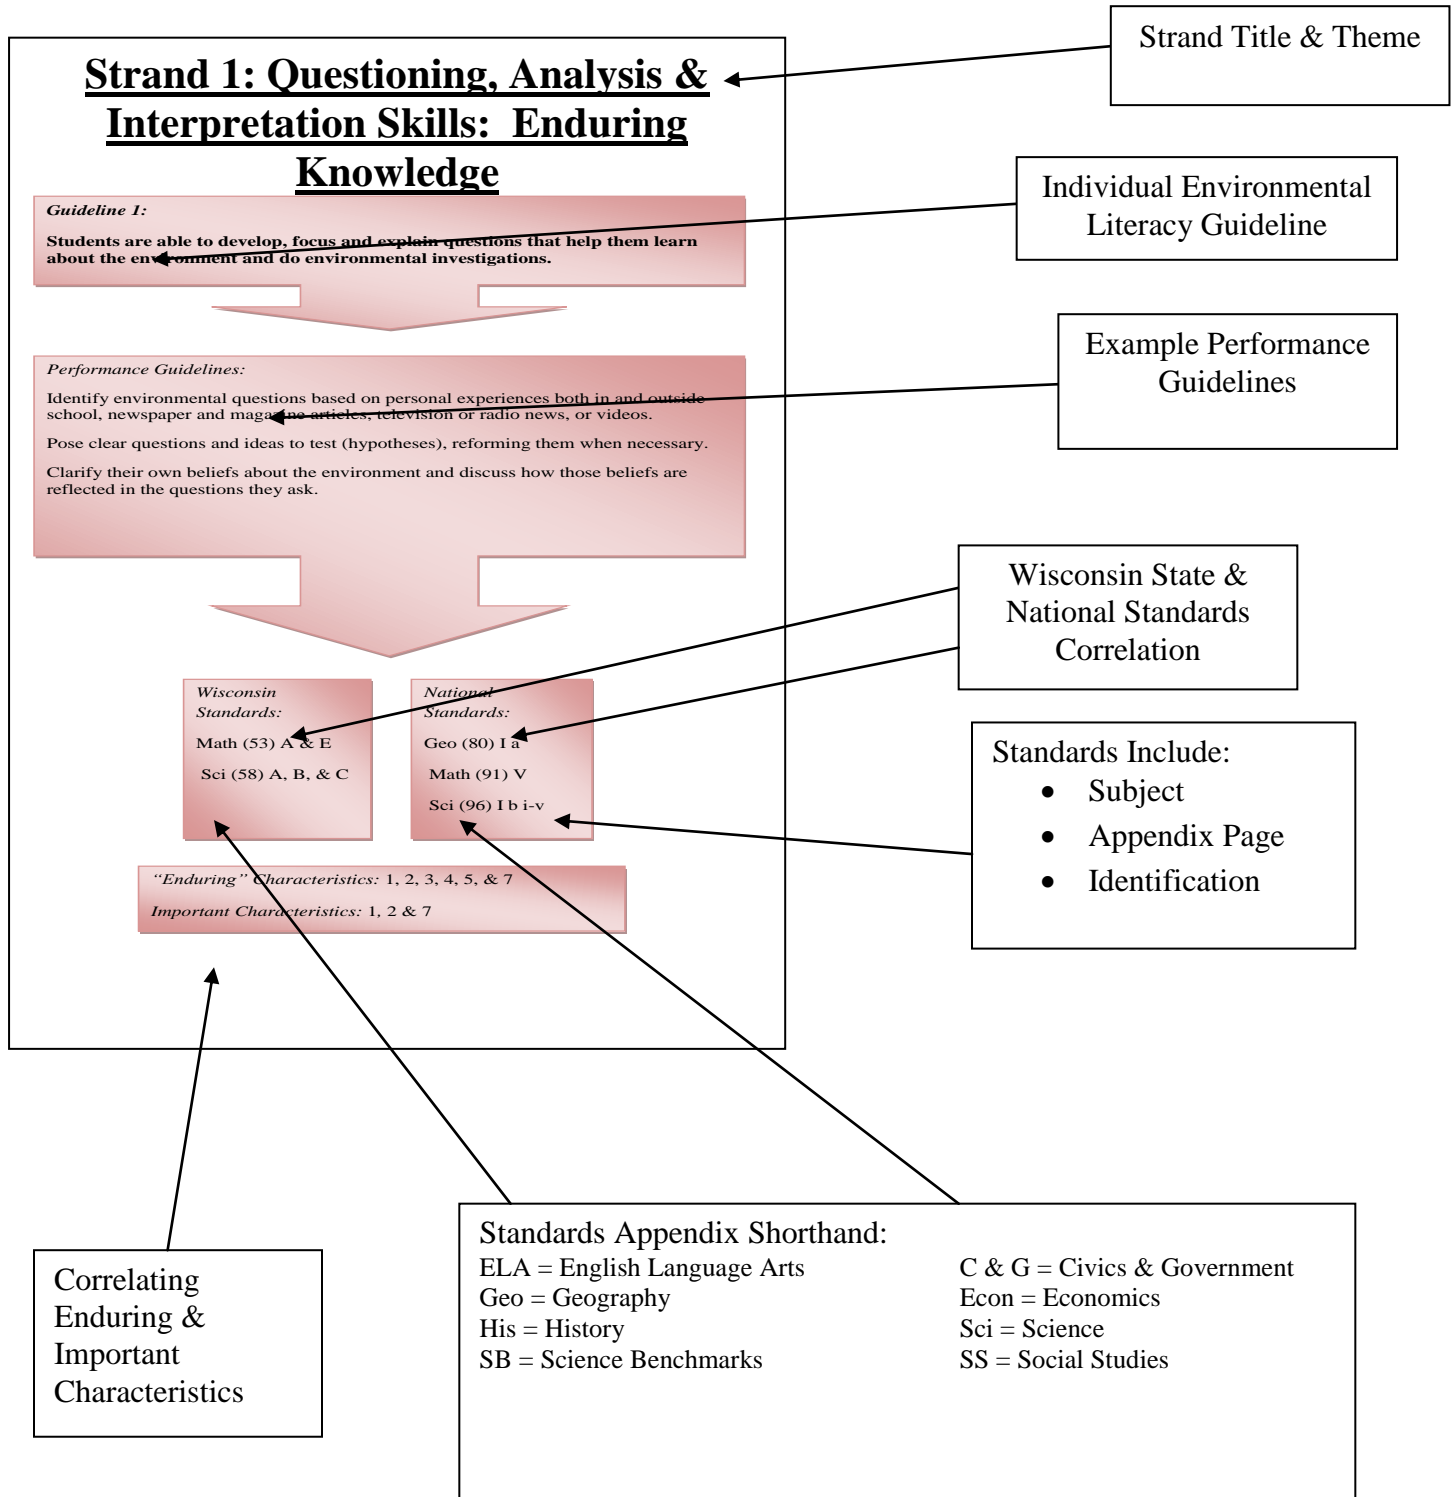 Strand Title & Theme
Strand 1: Questioning, Analysis &
Interpretation Skills:  Enduring
Knowledge
Individual Environmental
Literacy Guideline
Guideline 1:
Students are able to develop, focus and explain questions that help them learn
about the environment and do environmental investigations.
Example Performance
Guidelines
Performance Guidelines:
Identify environmental questions based on personal experiences both in and outside
school, newspaper and magazine articles, television or radio news, or videos.
Pose clear questions and ideas to test (hypotheses), reforming them when necessary.
Clarify their own beliefs about the environment and discuss how those beliefs are
reflected in the questions they ask.
Wisconsin State &
National Standards
Correlation
Wisconsin
Standards:
Math (53) A & E
Sci (58) A, B, & C
National
Standards:
Geo (80) I a
Math (91) V
Sci (96) I b i-v
Standards Include:
• Subject
• Appendix Page
• Identification
“Enduring” Characteristics: 1, 2, 3, 4, 5, & 7
Important Characteristics: 1, 2 & 7
Correlating
Enduring &
Important
Characteristics
Standards Appendix Shorthand:
ELA = English Language Arts
Geo = Geography
His = History
SB = Science Benchmarks
C & G = Civics & Government
Econ = Economics
Sci = Science
SS = Social Studies